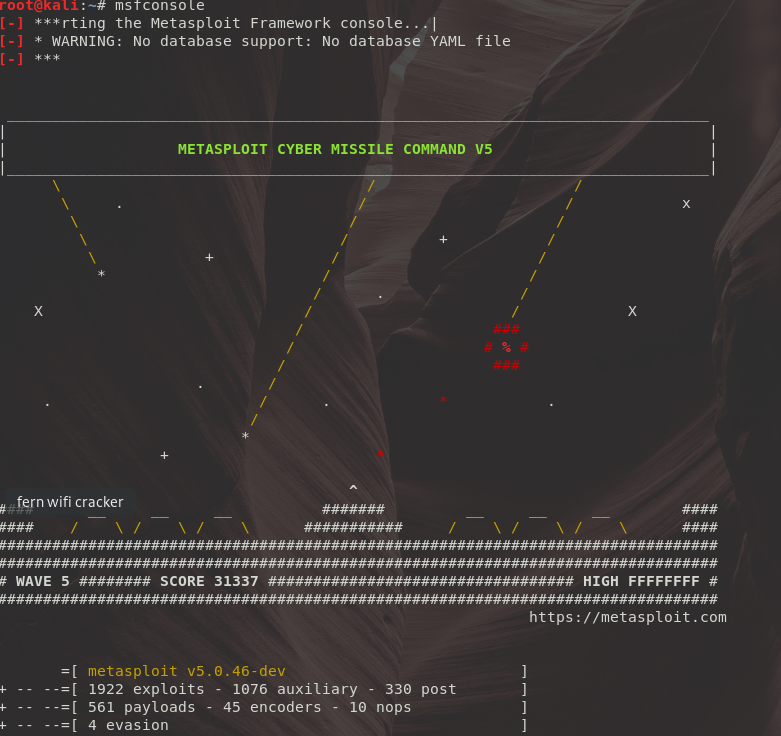 root@kali:~# msfconsole
[-] ***rting the Metasploit Framework console...|
[-] * WARNING: No database support: No database YAML file
[-] ***
METASPLOIT CYBER MISSILE COMMAND V5
fern wifi cracker
# WAVE 5 ######## SCORE 31337 ################################## HIGH FFFFFFFF #
https://metasploit.com
=[ metasploit v5.0.46-dev ]
+ -- --=[ 1922 exploits - 1076 auxiliary - 330 post ]
+ -- --=[ 561 payloads - 45 encoders - 10 nops ]
+ -- --=[ 4 evasion ]